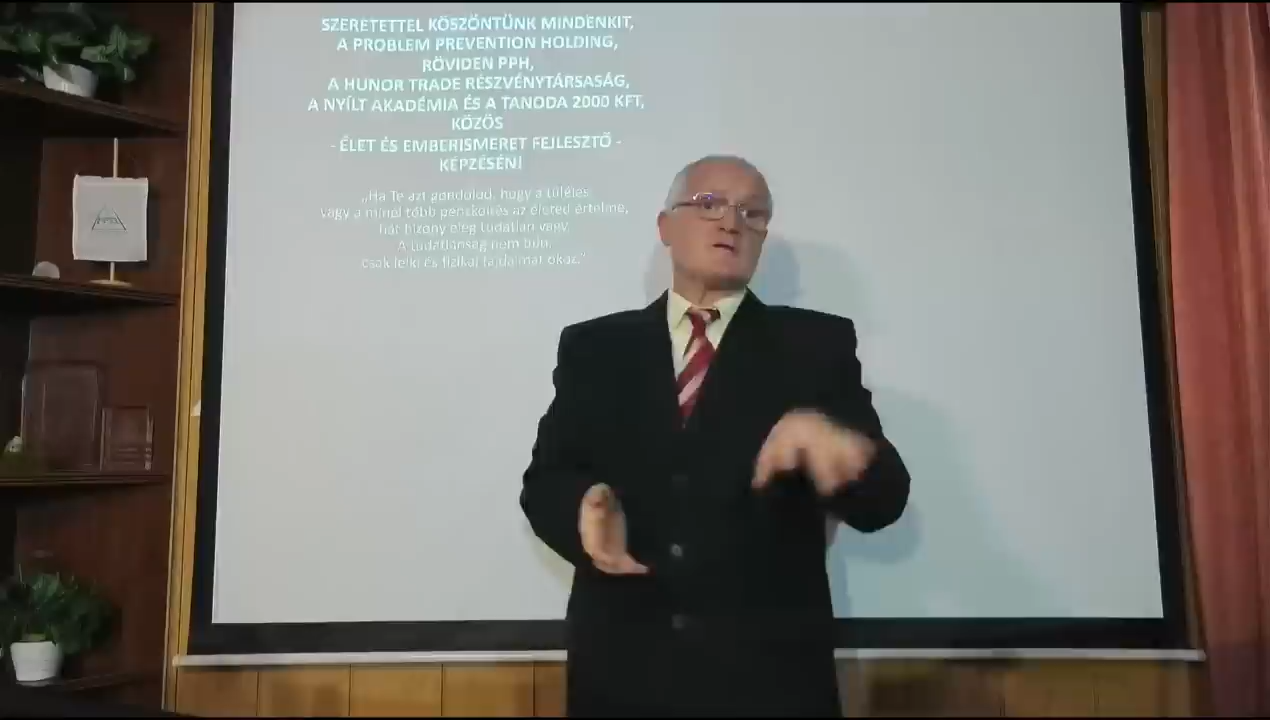 SZERETETTEL KÖSZÖNTÜNK MINDENKIT,
A PROBLEM PREVENTION HOLDING,
RÖVIDEN PPH,
A HUNOR TRADE RÉSZVÉNYTÁRSASÁG,
A NYÍLT AKADÉMIA ÉS A TANODA 2000 KFT,
KÖZÖS
- ÉLET ÉS EMBERISMERET FEJLESZTŐ -
KÉPZÉSÉN!
„Ha Te azt gondolod, hogy a túlélés
vagy a minél több pénzköltés az életed értelme,
hát bizony elég tudatlan vagy.
A tudatlanság nem bűn,
csak lelki és fizikai fájdalmat okoz."